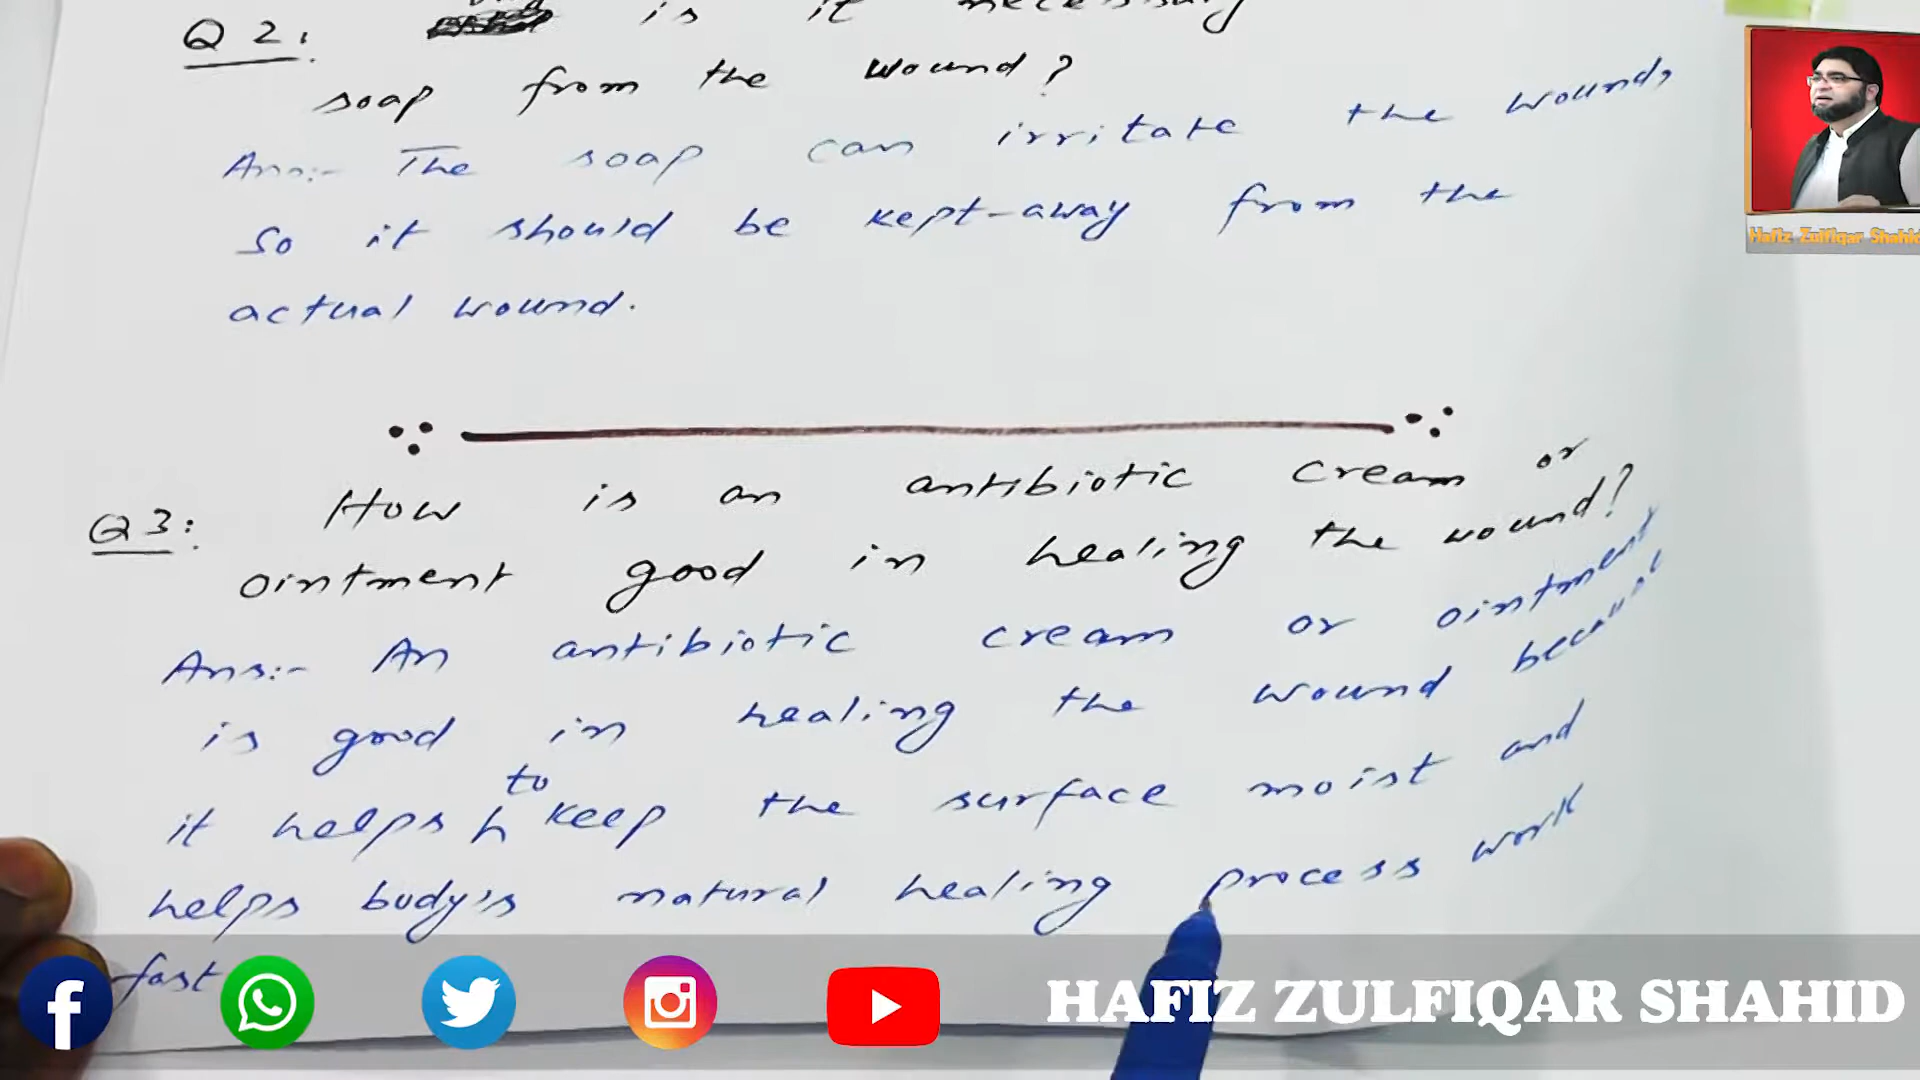 Q 2: is it necessary
soap from the wound?
Ans:- The soap can irritate the wound,
So it should be kept-away from the
actual wound.
Q 3: How is an antibiotic cream or
ointment good in healing the wound?
Ans:- An antibiotic cream or ointment
is good in healing the wound because
it helps to keep the surface moist and
helps body's natural healing process work
fast
Hafiz Zulfiqar Shahid
HAFIZ ZULFIQAR SHAHID